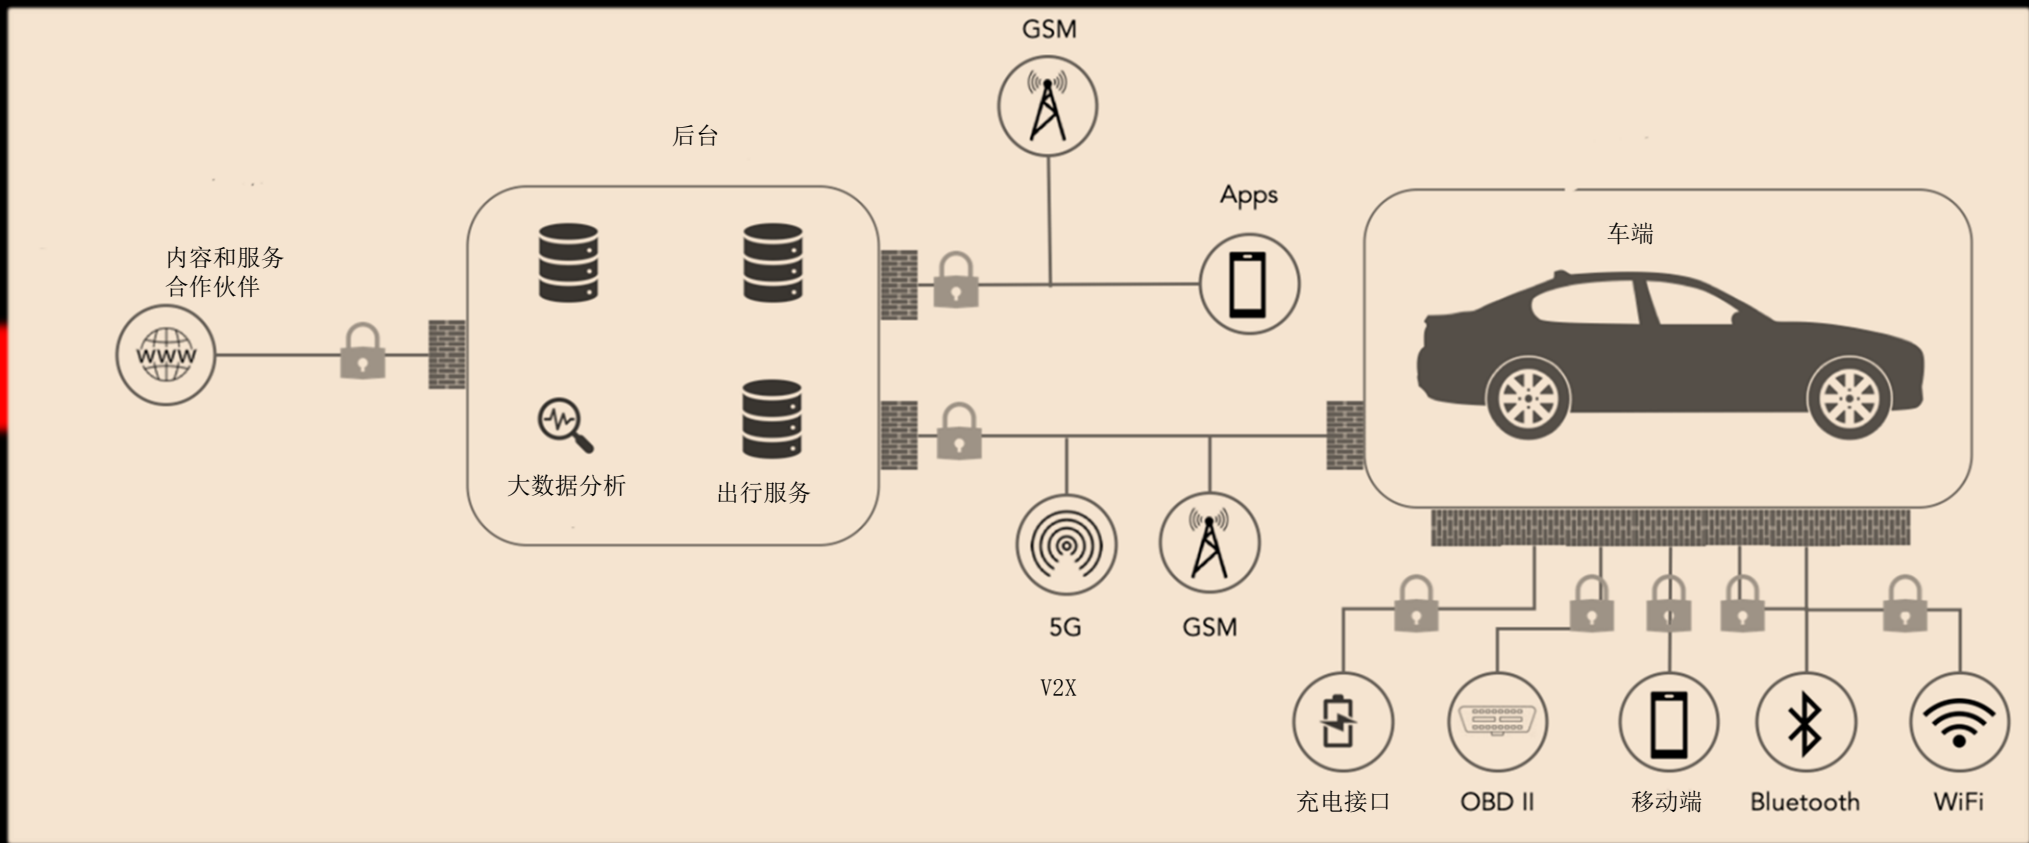 GSM
后台
Apps
车端
内容和服务
合作伙伴
WWW
大数据分析
出行服务
5G
GSM
V2X
充电接口
OBD II
移动端
Bluetooth
WiFi